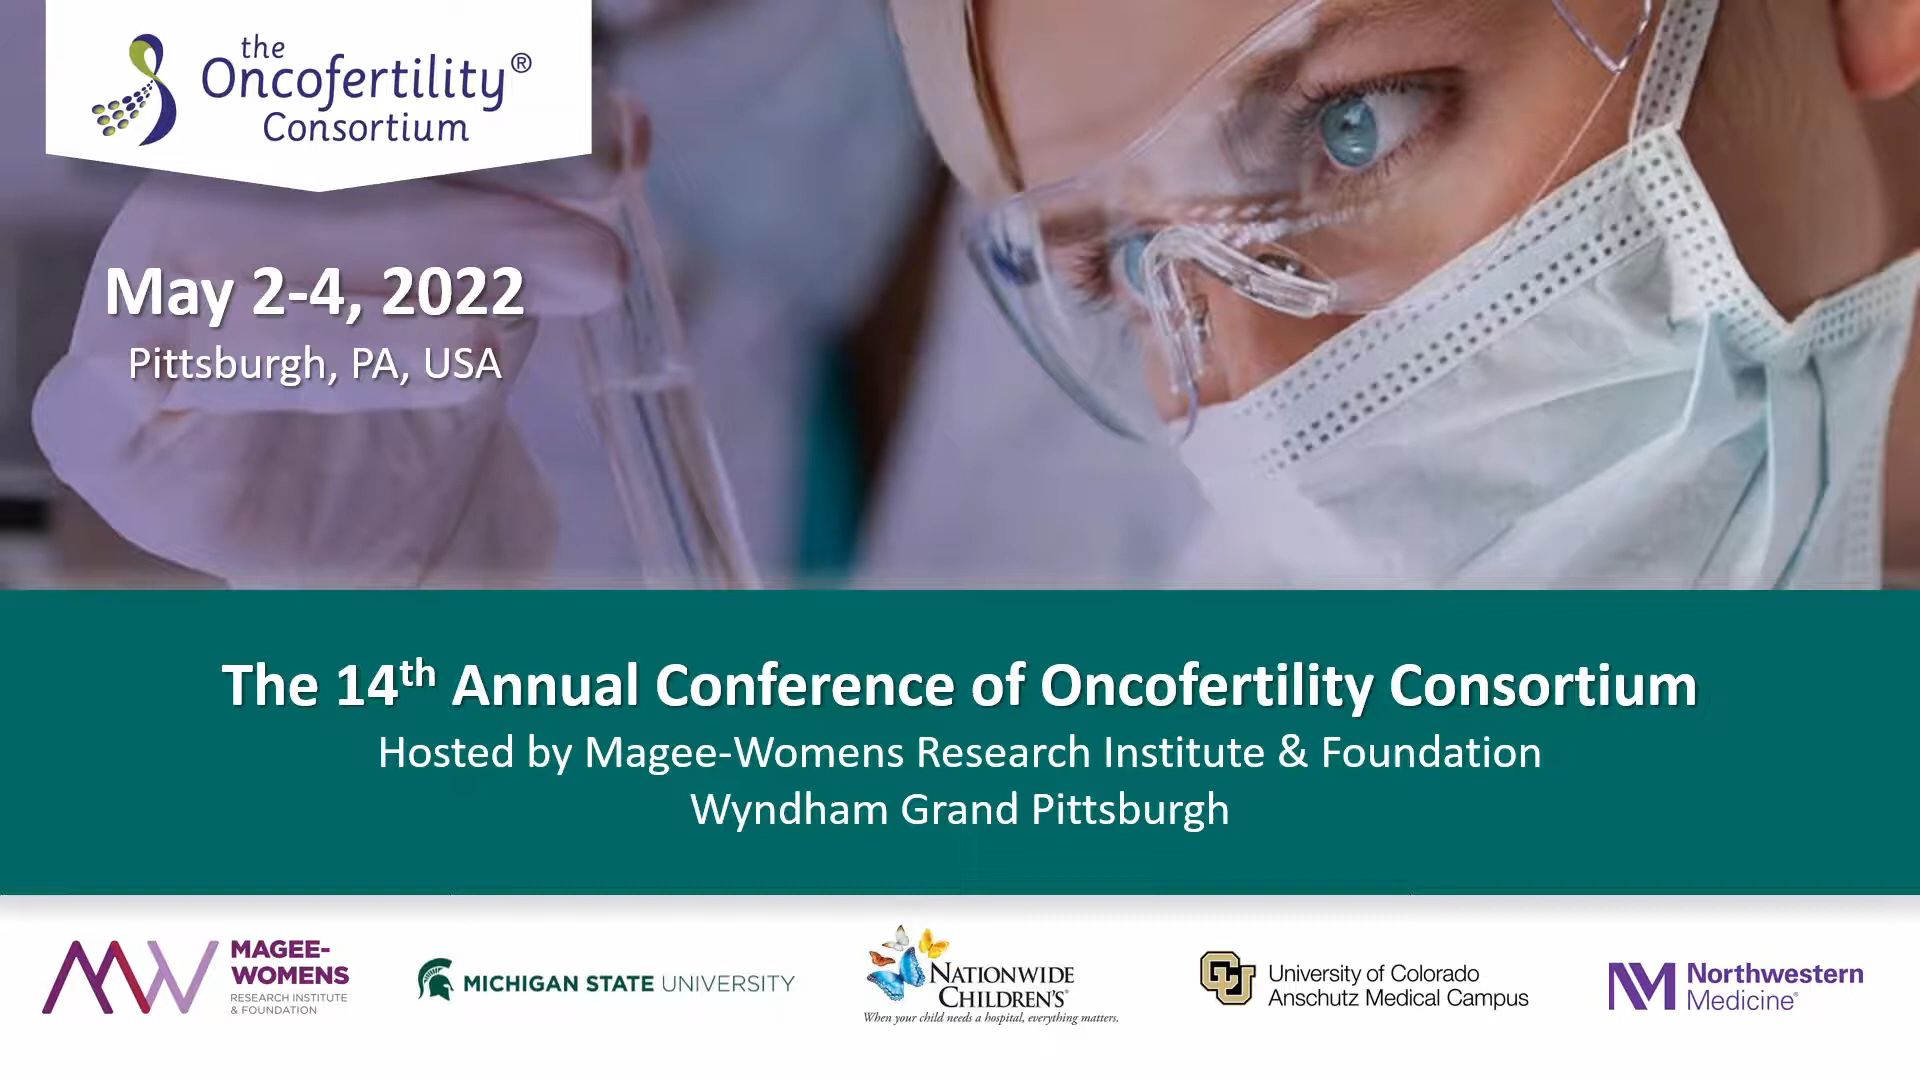 the
Oncofertility®
Consortium
May 2-4, 2022
Pittsburgh, PA, USA
The 14th Annual Conference of Oncofertility Consortium
Hosted by Magee-Womens Research Institute & Foundation
Wyndham Grand Pittsburgh
MAGEE-
WOMENS
RESEARCH INSTITUTE
& FOUNDATION
MICHIGAN STATE UNIVERSITY
NATIONWIDE
CHILDREN'S®
When your child needs a hospital, everything matters.
CU
University of Colorado
Anschutz Medical Campus
NM
Northwestern
Medicine®